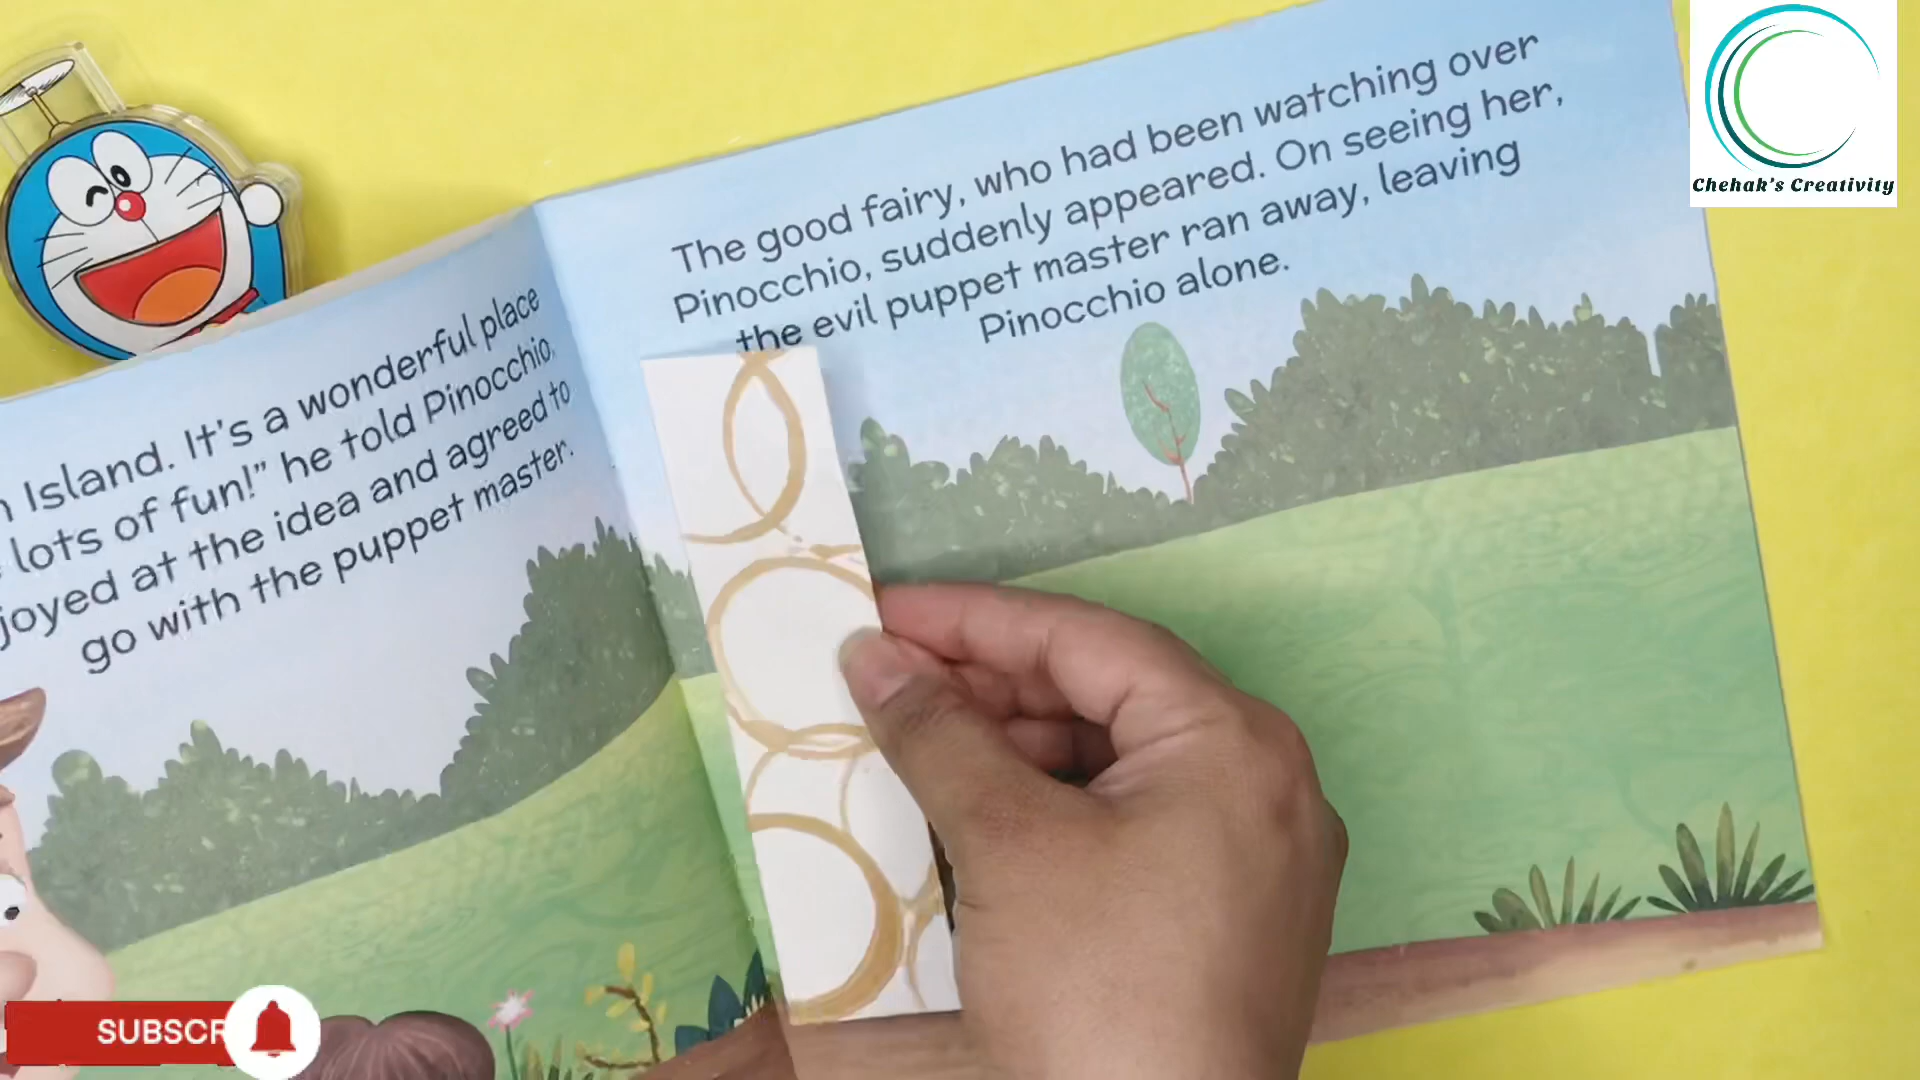 Island. It's a wonderful place
lots of fun!" he told Pinocchio.
joyed at the idea and agreed to
go with the puppet master.
The good fairy, who had been watching over
Pinocchio, suddenly appeared. On seeing her,
the evil puppet master ran away, leaving
Pinocchio alone.
Chehak's Creativity
SUBSCR